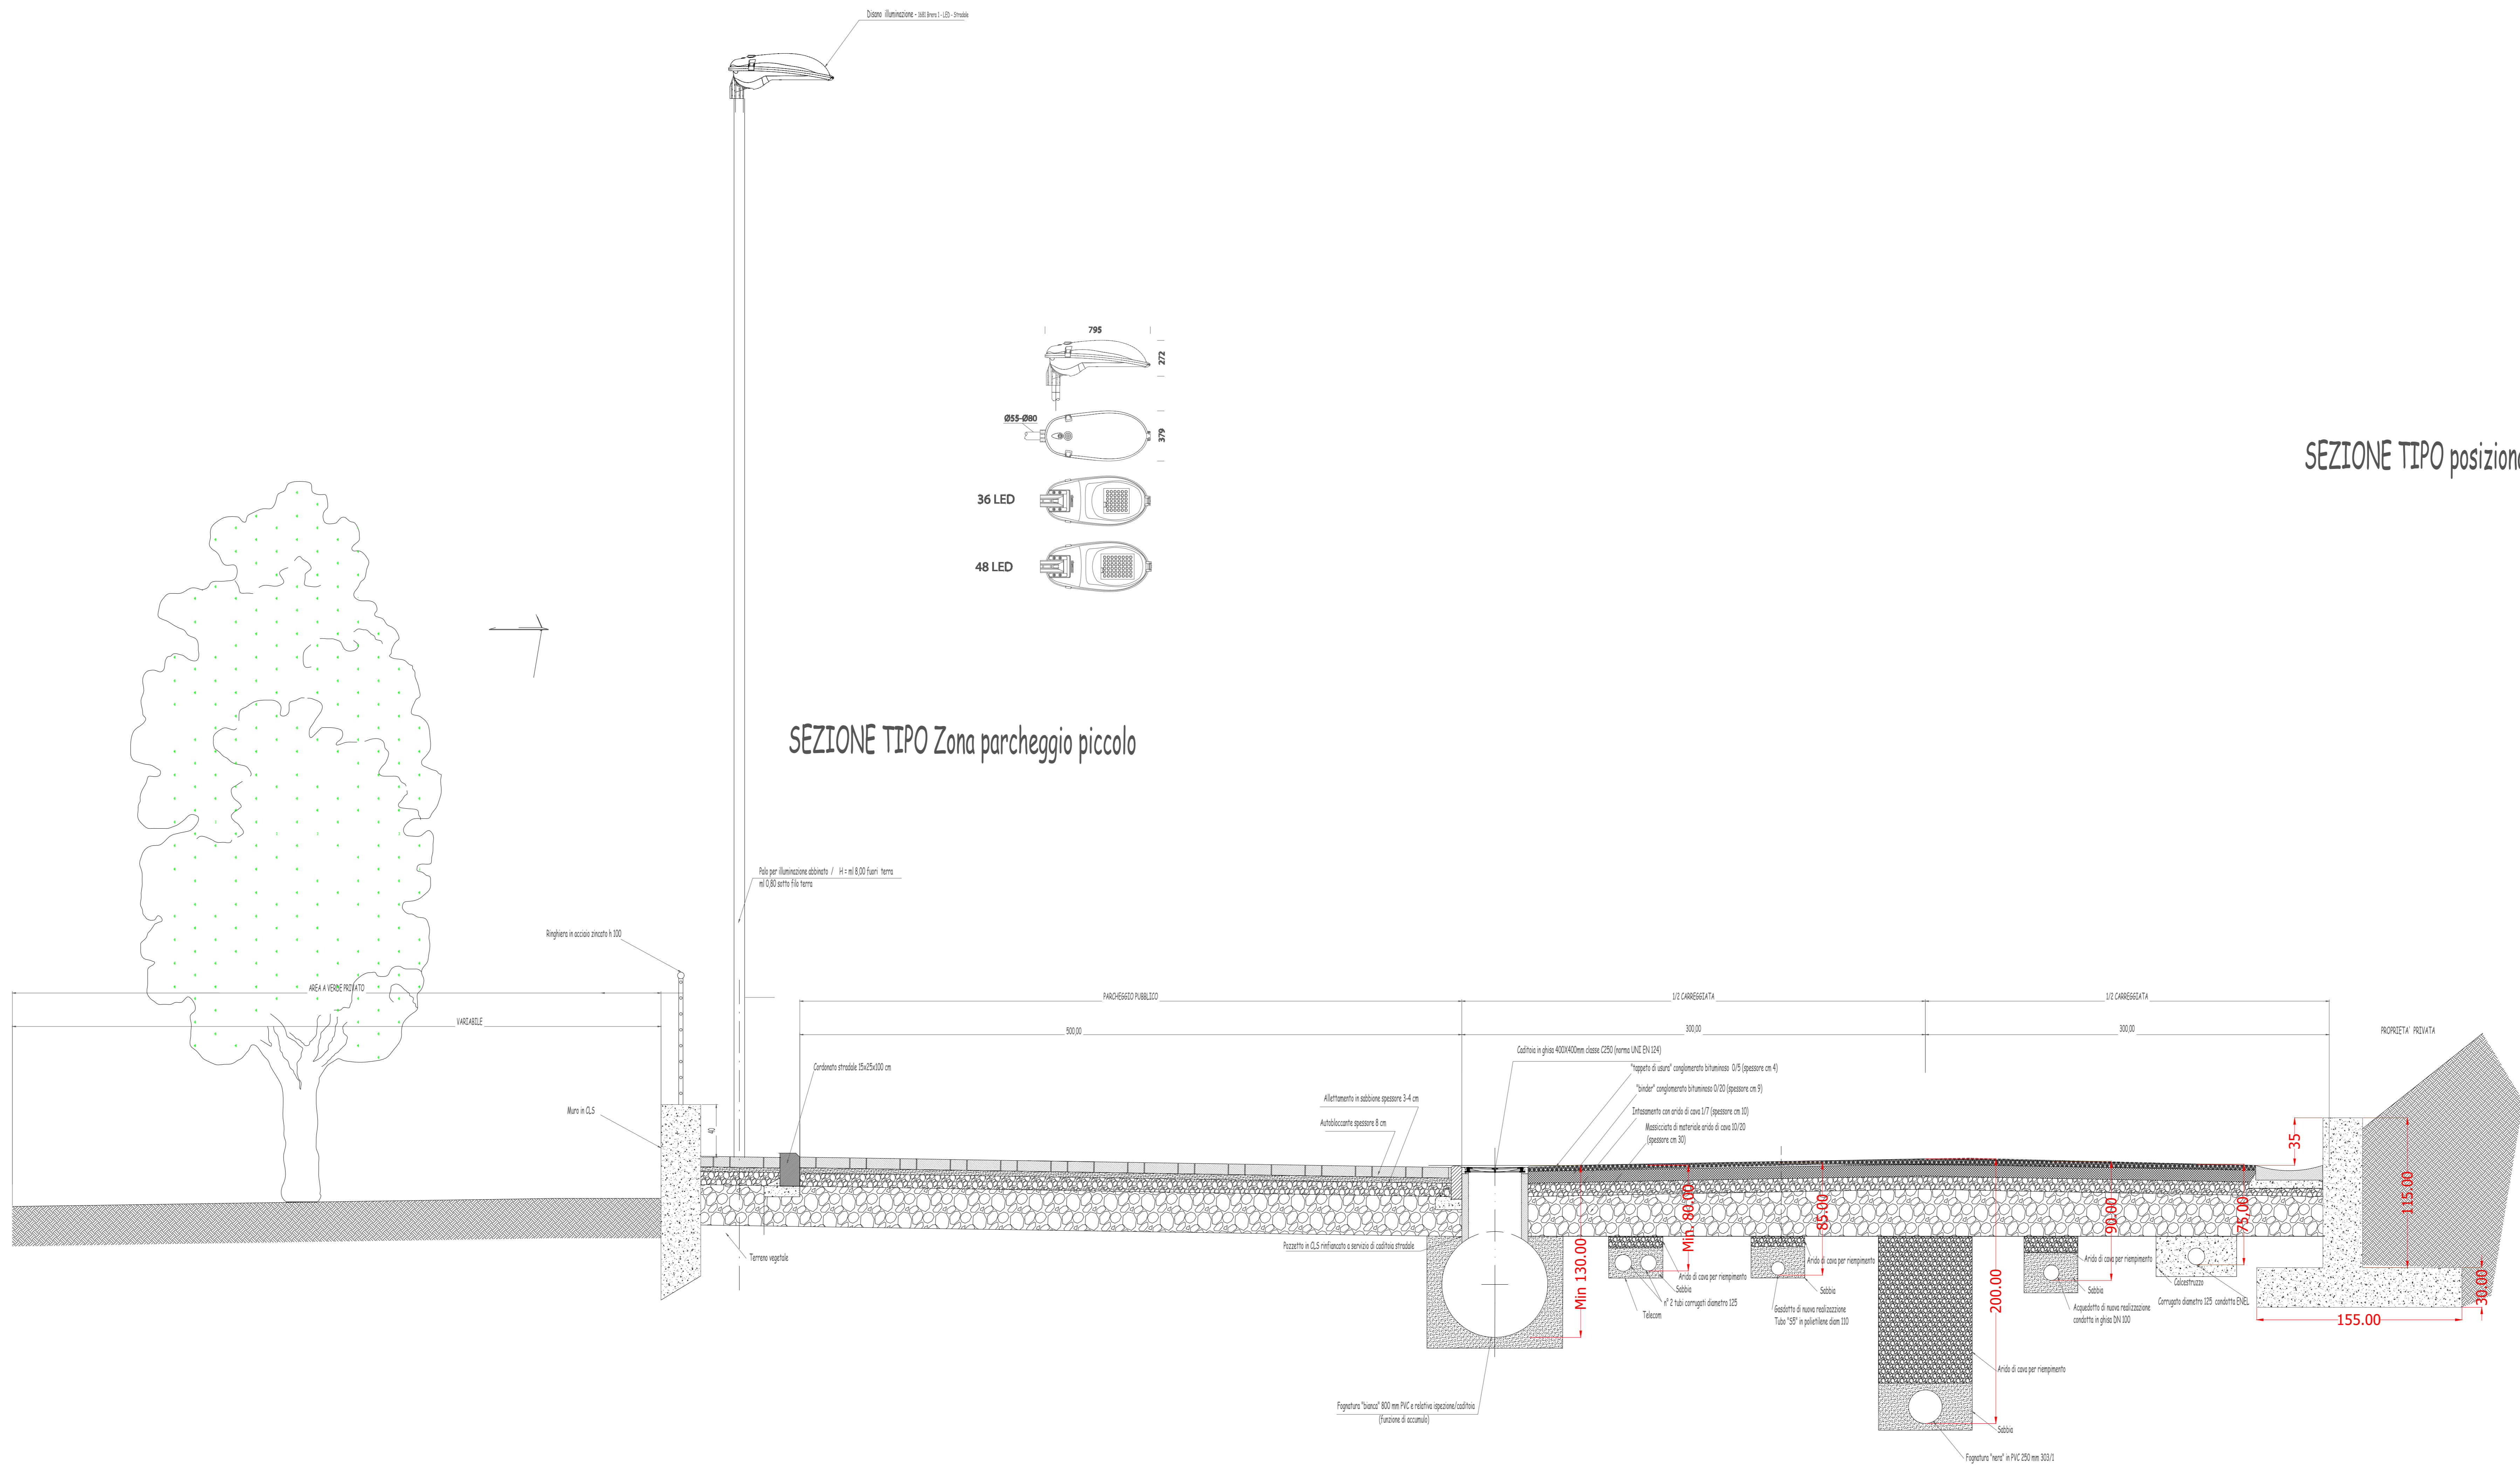 Disano illuminazione - 1681 Brera 1 - LED - Stradale
795
272
Ø55-Ø80
379
36 LED
48 LED
SEZIONE TIPO posiziona
SEZIONE TIPO Zona parcheggio piccolo
Palo per illuminazione abbinato / H = ml 8,00 fuori terra
ml 0,80 sotto filo terra
Ringhiera in acciaio zincato h 100
AREA A VERDE PRIVATO
VARIABILE
PARCHEGGIO PUBBLICO
1/2 CARREGGIATA
1/2 CARREGGIATA
500,00
300,00
300,00
PROPRIETA' PRIVATA
Caditoia in ghisa 400X400mm classe C250 (norma UNI EN 124)
Cordonato stradale 15x25x100 cm
"tappeto di usura" conglomerato bituminoso 0/5 (spessore cm 4)
"binder" conglomerato bituminoso 0/20 (spessore cm 9)
Allettamento in sabbione spessore 3-4 cm
Intasamento con arido di cava 1/7 (spessore cm 10)
Muro in CLS
Autobloccante spessore 8 cm
Massicciata di materiale arido di cava 10/20
(spessore cm 30)
40
35
115.00
Min. 80.00
85.00
90.00
75,00
Pozzetto in CLS rinfiancato a servizio di caditoia stradale
Terreno vegetale
Min 130.00
200.00
30.00
155.00
Arido di cava per riempimento
Sabbia
n° 2 tubi corrugati diametro 125
Telecom
Arido di cava per riempimento
Sabbia
Gasdotto di nuova realizazzione
Tubo "S5" in polietilene diam 110
Arido di cava per riempimento
Sabbia
Acquedotto di nuova realizzazione
condotta in ghisa DN 100
Calcestruzzo
Corrugato diametro 125 condotta ENEL
Arido di cava per riempimento
Sabbia
Fognatura "bianca" 800 mm PVC e relativa ispezione/caditoia
(funzione di accumulo)
Fognatura "nera" in PVC 250 mm 303/1